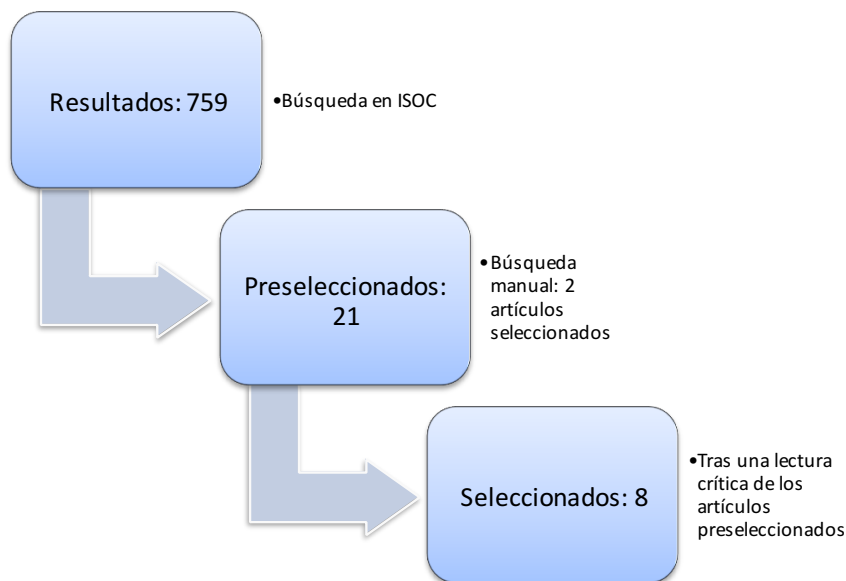 Resultados: 759
•Búsqueda en ISOC
Preseleccionados:
21
•Búsqueda
manual: 2
artículos
seleccionados
Seleccionados: 8
•Tras una lectura
crítica de los
artículos
preseleccionados